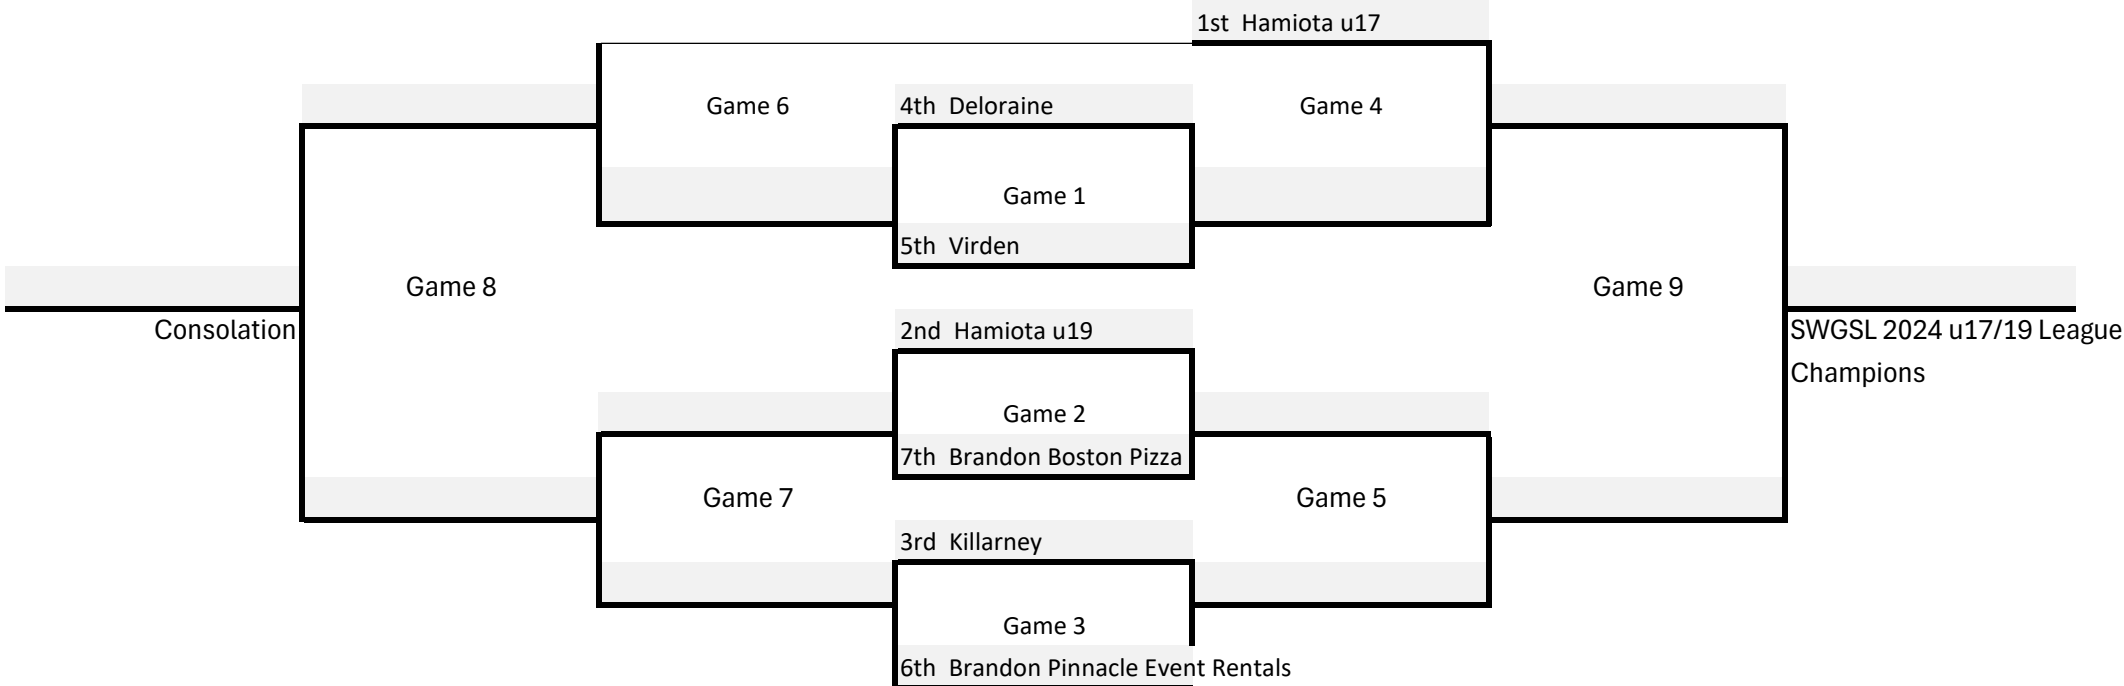 1st  Hamiota u17
Game 6
4th  Deloraine
Game 4
Game 1
5th  Virden
Game 8
Game 9
Consolation
2nd  Hamiota u19
SWGSL 2024 u17/19 League
Champions
Game 2
7th  Brandon Boston Pizza
Game 7
Game 5
3rd  Killarney
Game 3
6th  Brandon Pinnacle Event Rentals